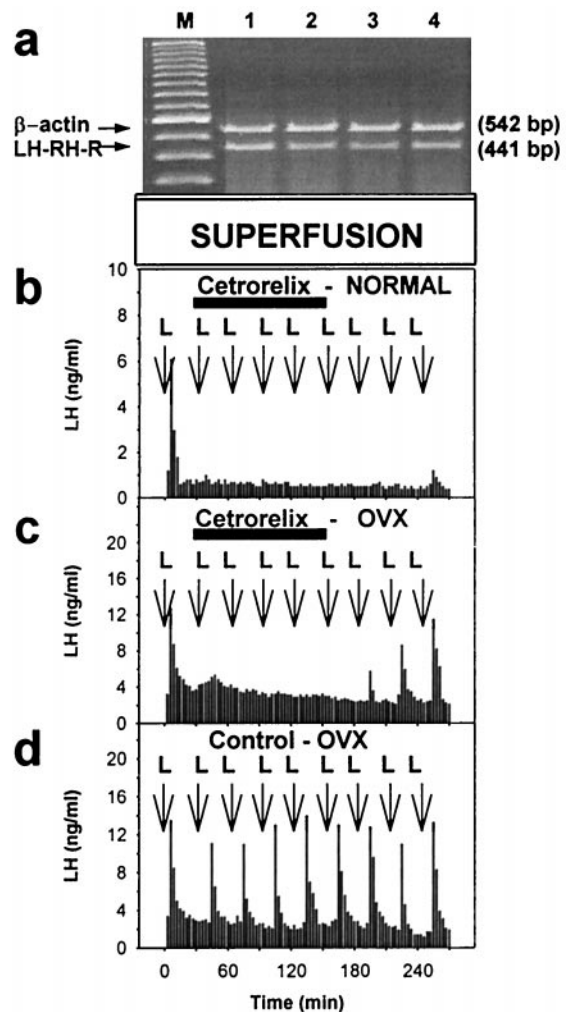 a
M 1 2 3 4
β–actin (542 bp)
LH-RH-R (441 bp)
SUPERFUSION
b
Cetrorelix - NORMAL
L L L L L L L L L
10
8
6
4
2
0
LH (ng/ml)
c
Cetrorelix - OVX
L L L L L L L L L
20
16
12
8
4
0
LH (ng/ml)
d
Control - OVX
L L L L L L L L L
20
16
12
8
4
0
LH (ng/ml)
0 60 120 180 240
Time (min)